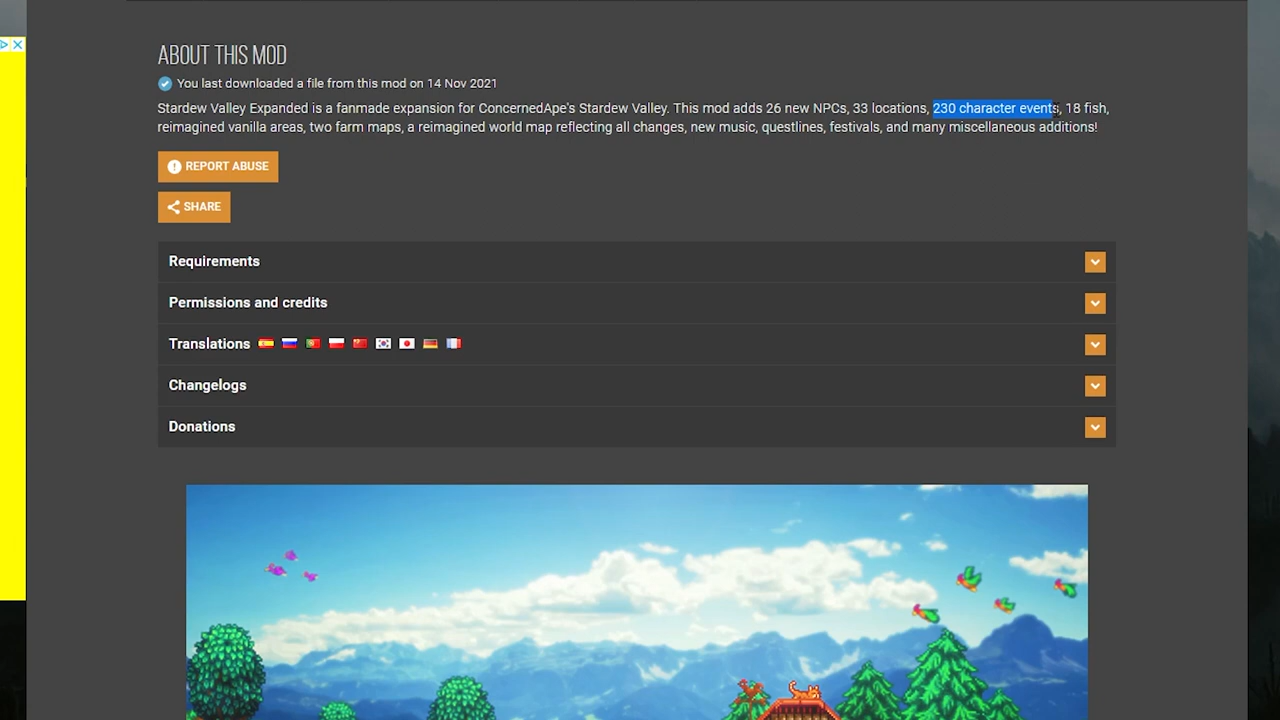 ABOUT THIS MOD
You last downloaded a file from this mod on 14 Nov 2021
Stardew Valley Expanded is a fanmade expansion for ConcernedApe's Stardew Valley. This mod adds 26 new NPCs, 33 locations, 230 character events, 18 fish,
reimagined vanilla areas, two farm maps, a reimagined world map reflecting all changes, new music, questlines, festivals, and many miscellaneous additions!
REPORT ABUSE
SHARE
Requirements
Permissions and credits
Translations
Changelogs
Donations